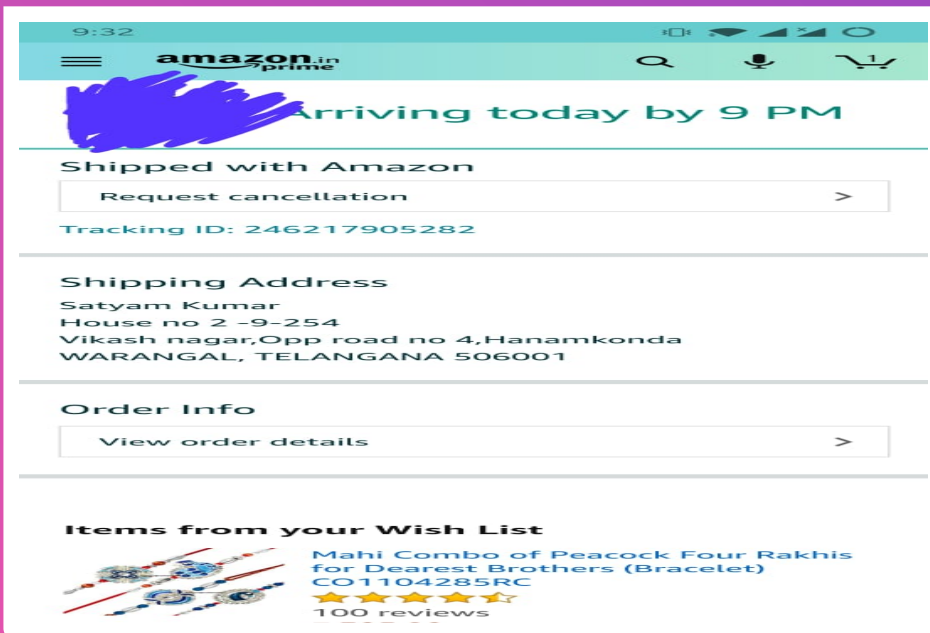 9:32
amazon.in
prime
1
Arriving today by 9 PM
Shipped with Amazon
Request cancellation >
Tracking ID: 246217905282
Shipping Address
Satyam Kumar
House no 2 -9-254
Vikash nagar,Opp road no 4,Hanamkonda
WARANGAL, TELANGANA 506001
Order Info
View order details >
Items from your Wish List
Mahi Combo of Peacock Four Rakhis
for Dearest Brothers (Bracelet)
CO1104285RC
100 reviews